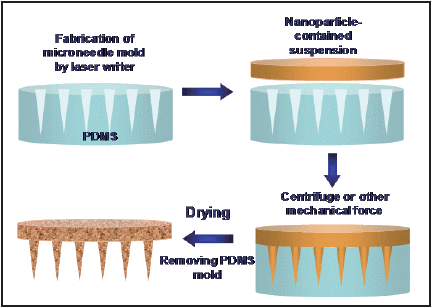 Fabrication of
microneedle mold
by laser writer
PDMS
Nanoparticle-
contained
suspension
Centrifuge or other
mechanical force
Drying
Removing PDMS
mold